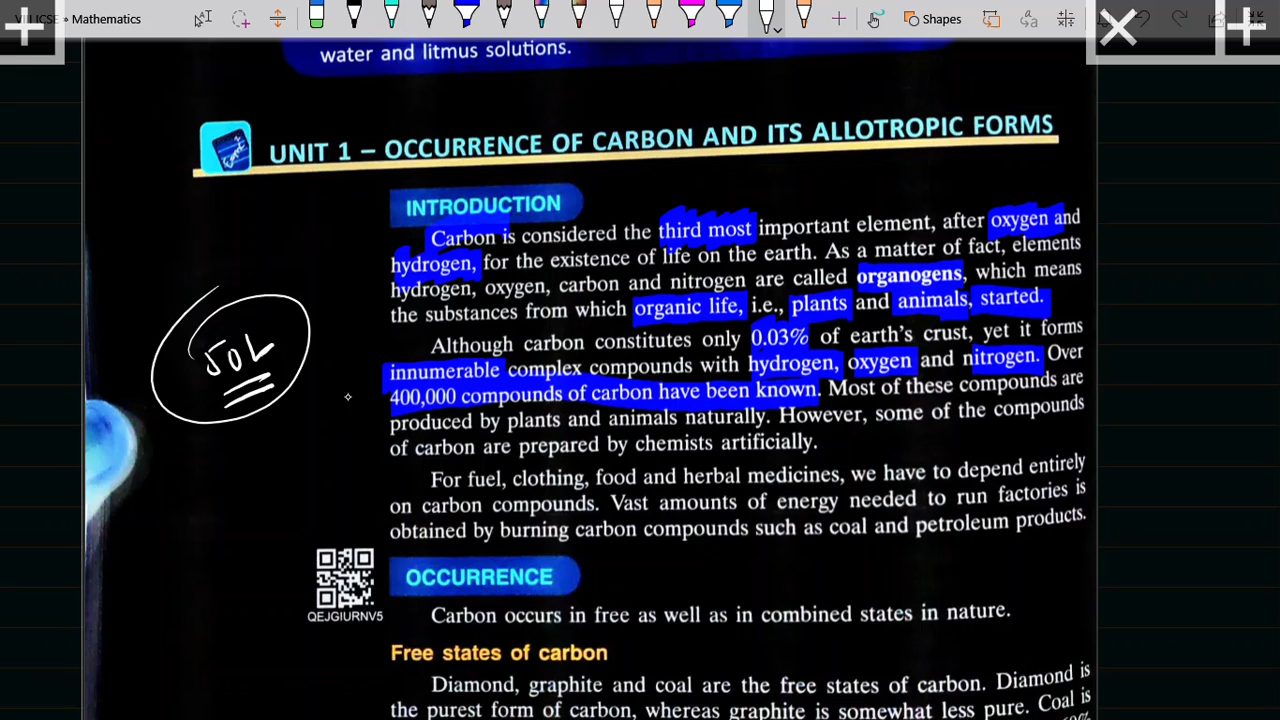 VIII ICSE » Mathematics
Shapes
water and litmus solutions.
UNIT 1 – OCCURRENCE OF CARBON AND ITS ALLOTROPIC FORMS
INTRODUCTION
Carbon is considered the third most important element, after oxygen and
hydrogen, for the existence of life on the earth. As a matter of fact, elements
hydrogen, oxygen, carbon and nitrogen are called organogens, which means
the substances from which organic life, i.e., plants and animals, started.
Although carbon constitutes only 0.03% of earth's crust, yet it forms
innumerable complex compounds with hydrogen, oxygen and nitrogen. Over
400,000 compounds of carbon have been known. Most of these compounds are
produced by plants and animals naturally. However, some of the compounds
of carbon are prepared by chemists artificially.
For fuel, clothing, food and herbal medicines, we have to depend entirely
on carbon compounds. Vast amounts of energy needed to run factories is
obtained by burning carbon compounds such as coal and petroleum products.
QEJGIURNV5
OCCURRENCE
Carbon occurs in free as well as in combined states in nature.
Free states of carbon
Diamond, graphite and coal are the free states of carbon. Diamond is
the purest form of carbon, whereas graphite is somewhat less pure. Coal is